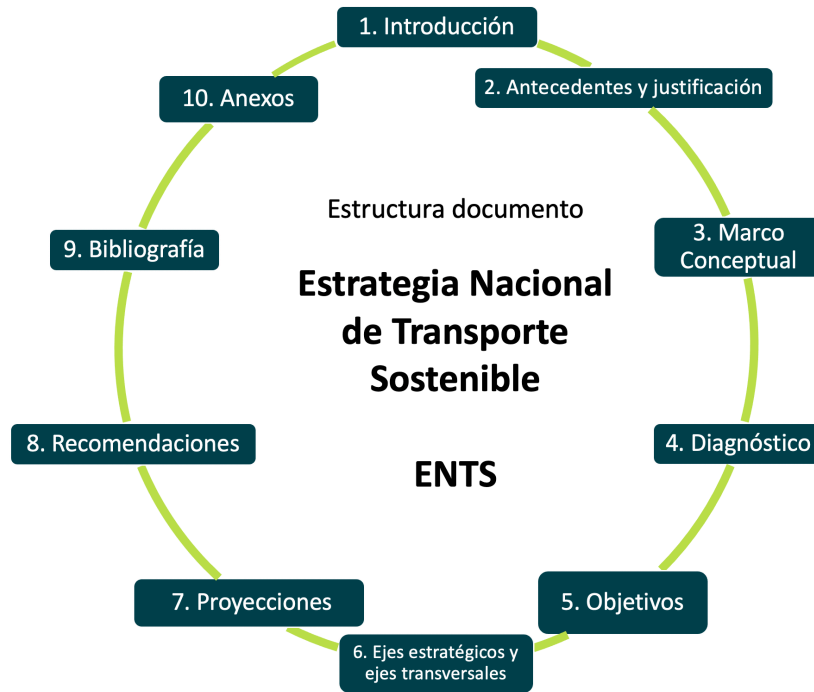 1. Introducción
2. Antecedentes y justificación
3. Marco
Conceptual
4. Diagnóstico
5. Objetivos
6. Ejes estratégicos y
ejes transversales
7. Proyecciones
8. Recomendaciones
9. Bibliografía
10. Anexos
Estructura documento
Estrategia Nacional
de Transporte
Sostenible
ENTS